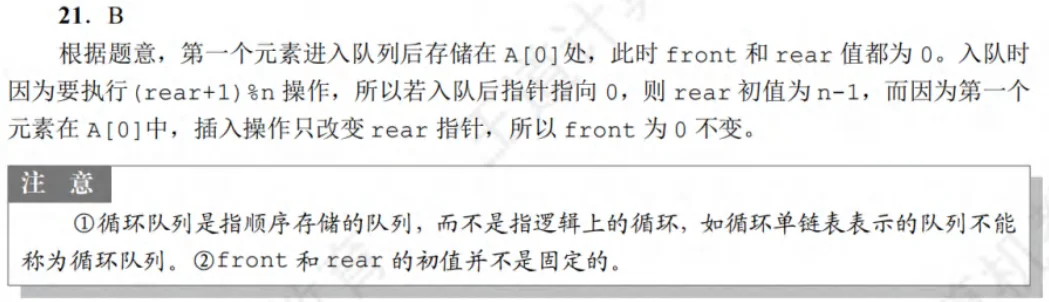 21．B
根据题意，第一个元素进入队列后存储在 A[0]处，此时 front 和 rear 值都为 0。入队时
因为要执行(rear+1)%n 操作，所以若入队后指针指向 0，则 rear 初值为 n-1，而因为第一个
元素在 A[0]中，插入操作只改变 rear 指针，所以 front 为 0 不变。
注 意
①循环队列是指顺序存储的队列，而不是指逻辑上的循环，如循环单链表表示的队列不能
称为循环队列。②front 和 rear 的初值并不是固定的。